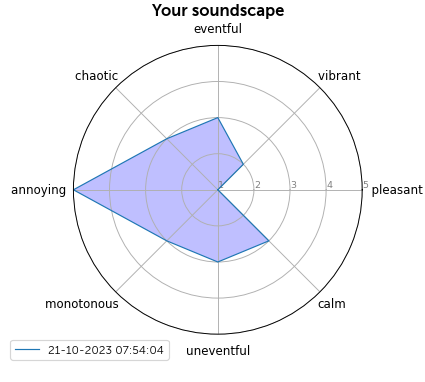 Your soundscape
eventful
chaotic
vibrant
annoying
1
2
3
4
5
pleasant
monotonous
calm
uneventful
21-10-2023 07:54:04